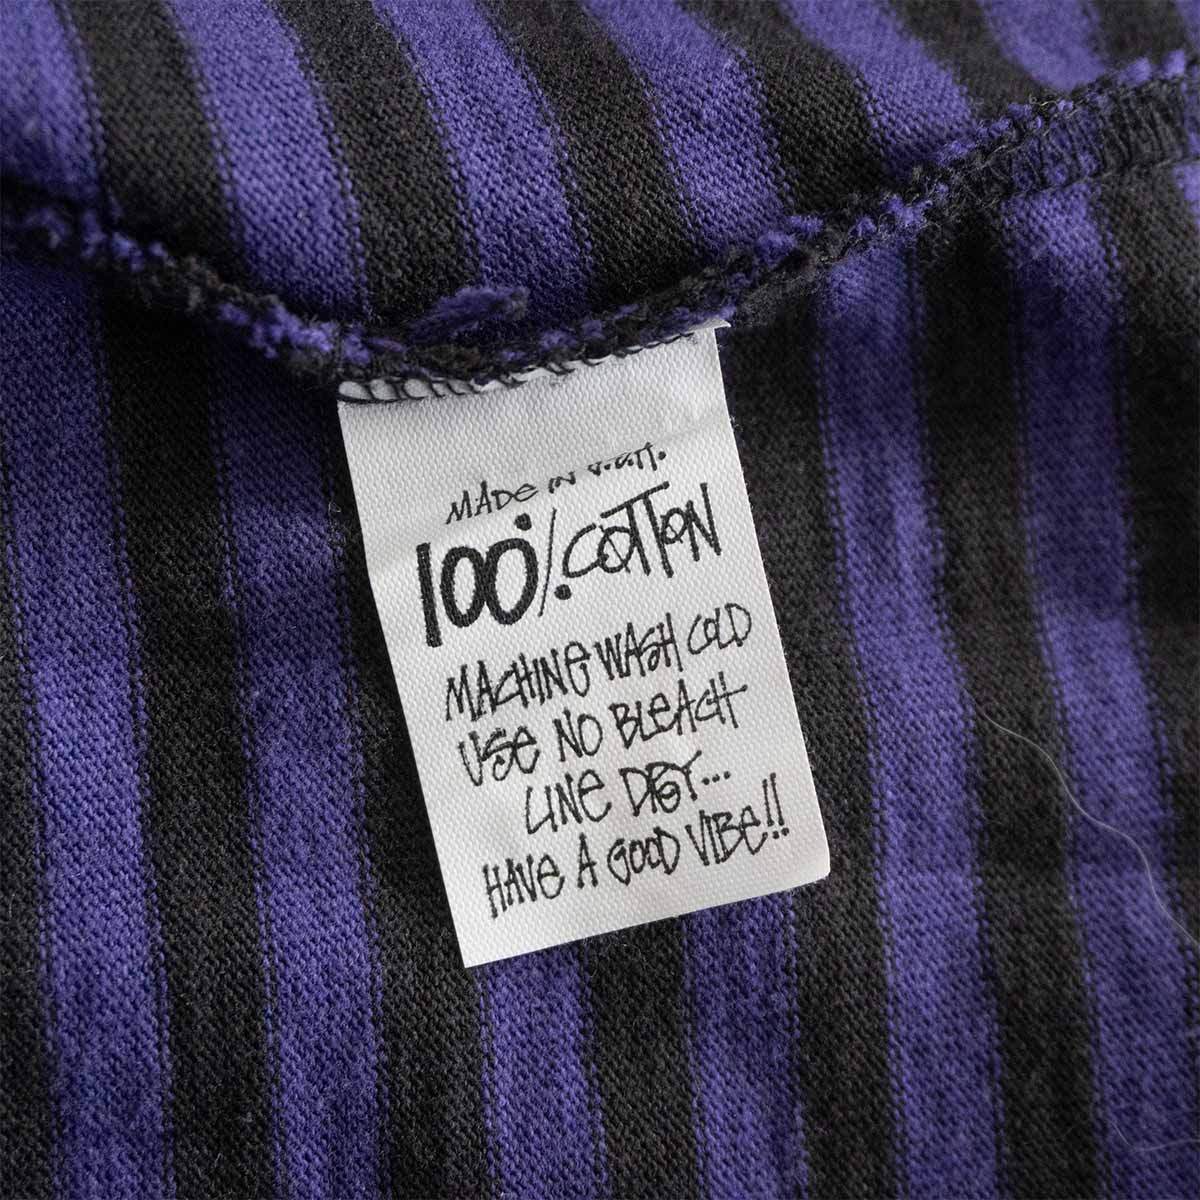 MADE IN U.S.A.
100% COTTON
MACHINE WASH COLD
USE NO BLEACH
LINE DRY...
HAVE A GOOD VIBE!!